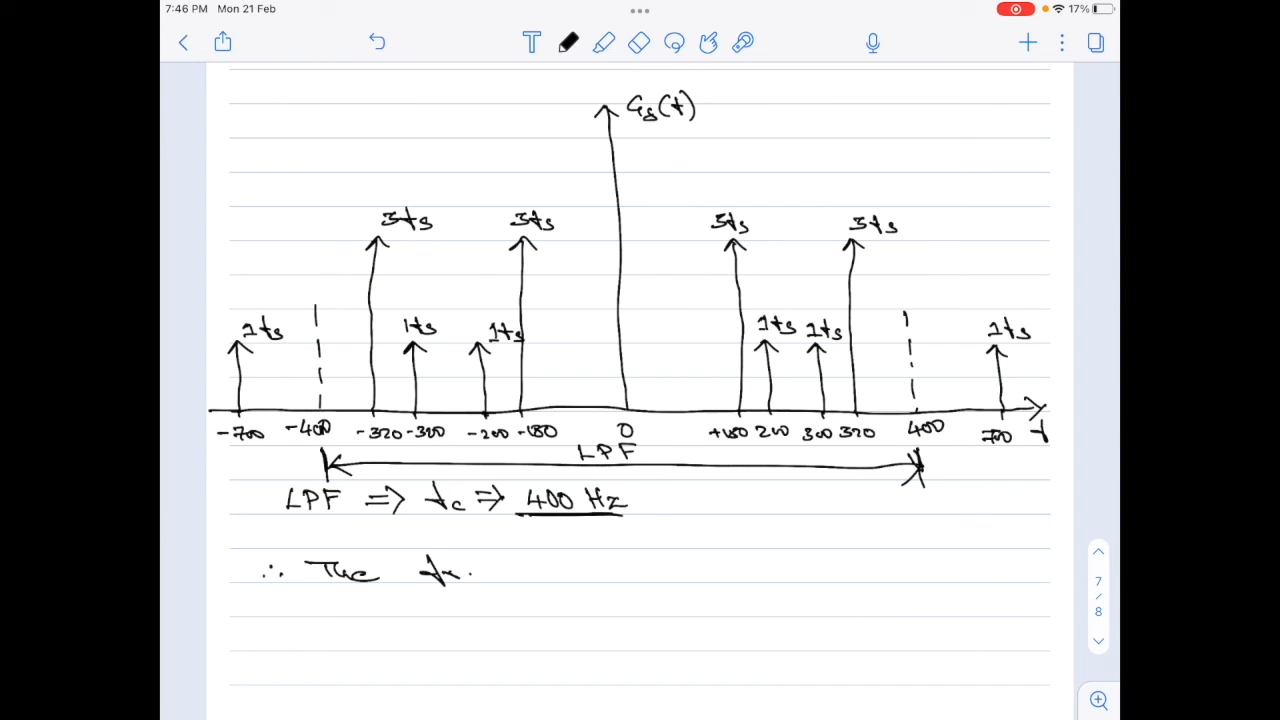 7:46 PM Mon 21 Feb
17%
T
Gδ(f)
3fs 3fs 3fs 3fs
1fs 1fs 1fs 1fs 1fs 1fs
-700 -400 -320 -300 -200 -180 0 +180 200 300 320 400 700 f
LPF
LPF => fc => 400 Hz
∴ The fr
7
/
8